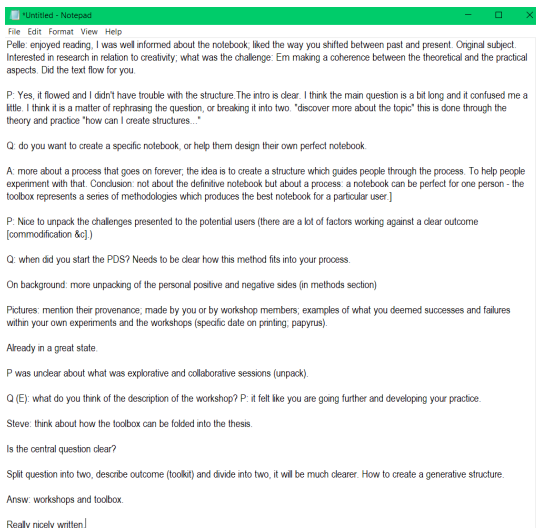 *Untitled - Notepad
File Edit Format View Help
Pelle: enjoyed reading, I was well informed about the notebook; liked the way you shifted between past and present. Original subject.
Interested in research in relation to creativity; what was the challenge: Em making a coherence between the theoretical and the practical
aspects. Did the text flow for you.
P: Yes, it flowed and I didn't have trouble with the structure.The intro is clear. I think the main question is a bit long and it confused me a
little. I think it is a matter of rephrasing the question, or breaking it into two. "discover more about the topic" this is done through the
theory and practice "how can I create structures..."
Q: do you want to create a specific notebook, or help them design their own perfect notebook.
A: more about a process that goes on forever; the idea is to create a structure which guides people through the process. To help people
experiment with that. Conclusion: not about the definitive notebook but about a process: a notebook can be perfect for one person - the
toolbox represents a series of methodologies which produces the best notebook for a particular user.]
P: Nice to unpack the challenges presented to the potential users (there are a lot of factors working against a clear outcome
[commodification &c].)
Q: when did you start the PDS? Needs to be clear how this method fits into your process.
On background: more unpacking of the personal positive and negative sides (in methods section)
Pictures: mention their provenance; made by you or by workshop members; examples of what you deemed successes and failures
within your own experiments and the workshops (specific date on printing; papyrus).
Already in a great state.
P was unclear about what was explorative and collaborative sessions (unpack).
Q (E): what do you think of the description of the workshop? P: it felt like you are going further and developing your practice.
Steve: think about how the toolbox can be folded into the thesis.
Is the central question clear?
Split question into two, describe outcome (toolkit) and divide into two, it will be much clearer. How to create a generative structure.
Answ: workshops and toolbox.
Really nicely written.